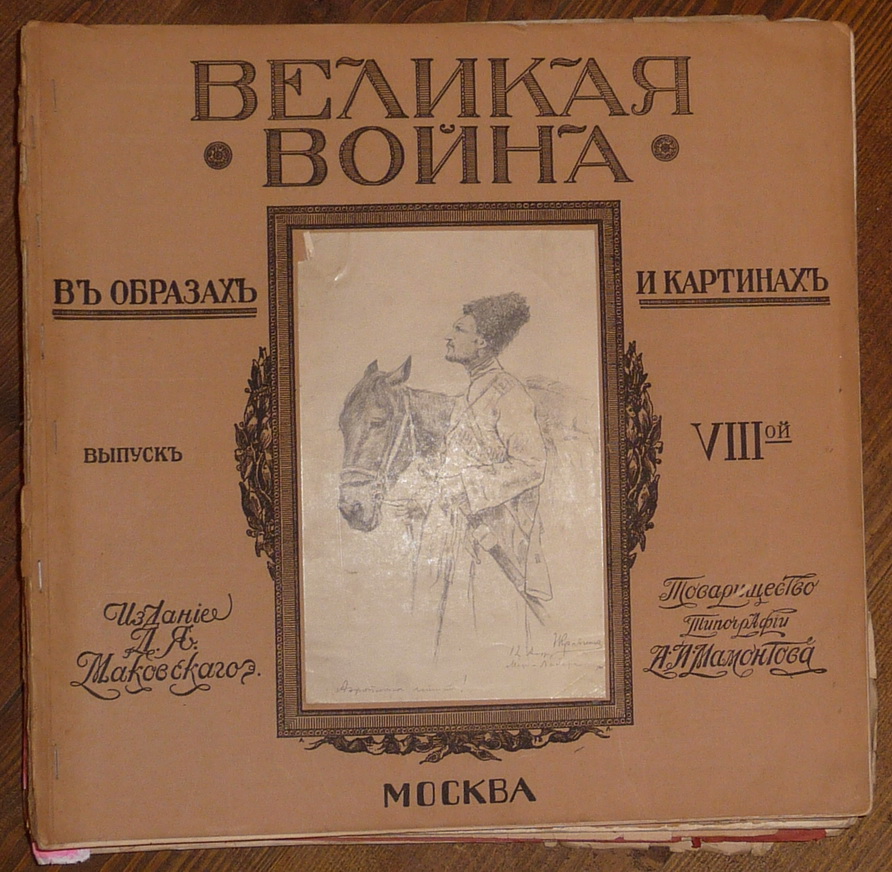 ВЕЛИКАЯ
ВОЙНА
ВЪ ОБРАЗАХЪ
И КАРТИНАХЪ
ВЫПУСКЪ
VIIIой
Изданіе
Д. Я.
Маковскаго.
Товарищество
Типографіи
А. И. Мамонтова
МОСКВА